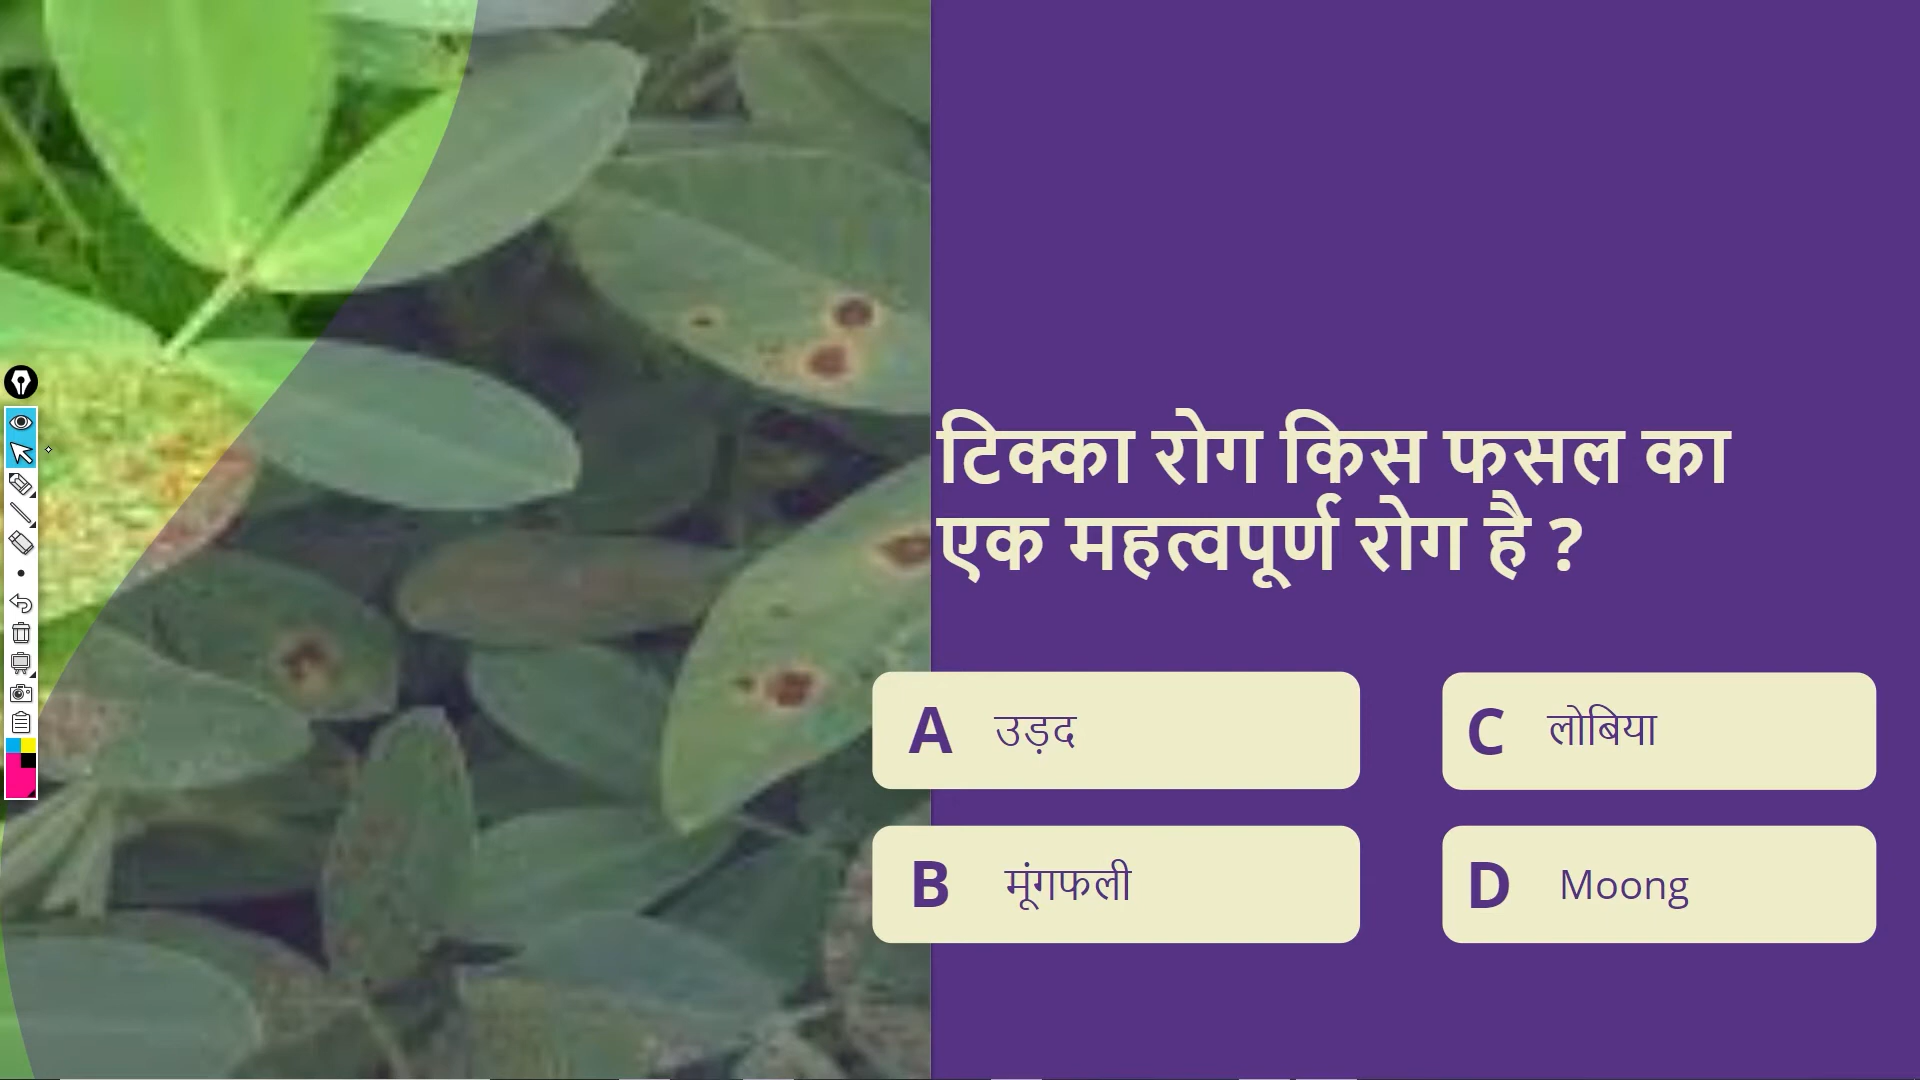 टिक्का रोग किस फसल का
एक महत्वपूर्ण रोग है ?
A उड़द
B मूंगफली
C लोबिया
D Moong